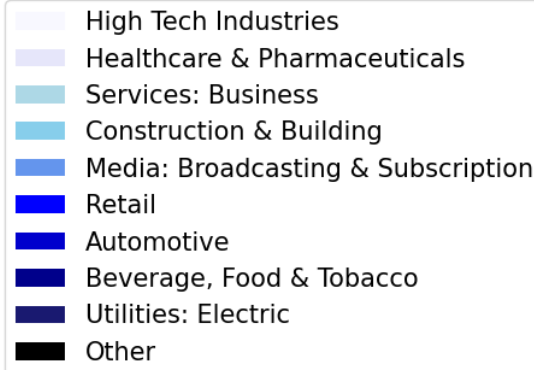 High Tech Industries
Healthcare & Pharmaceuticals
Services: Business
Construction & Building
Media: Broadcasting & Subscription
Retail
Automotive
Beverage, Food & Tobacco
Utilities: Electric
Other